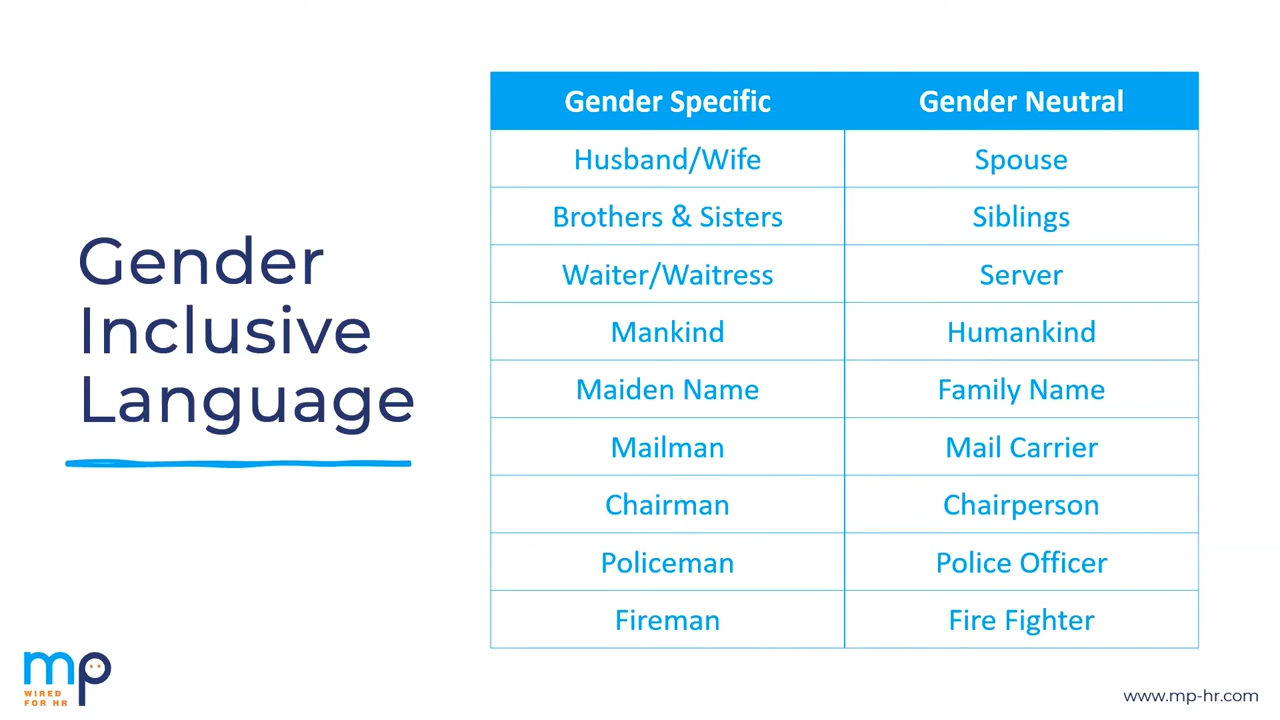 Gender
Inclusive
Language
Gender Specific Gender Neutral
Husband/Wife Spouse
Brothers & Sisters Siblings
Waiter/Waitress Server
Mankind Humankind
Maiden Name Family Name
Mailman Mail Carrier
Chairman Chairperson
Policeman Police Officer
Fireman Fire Fighter
mp
WIRED
FOR HR
www.mp-hr.com